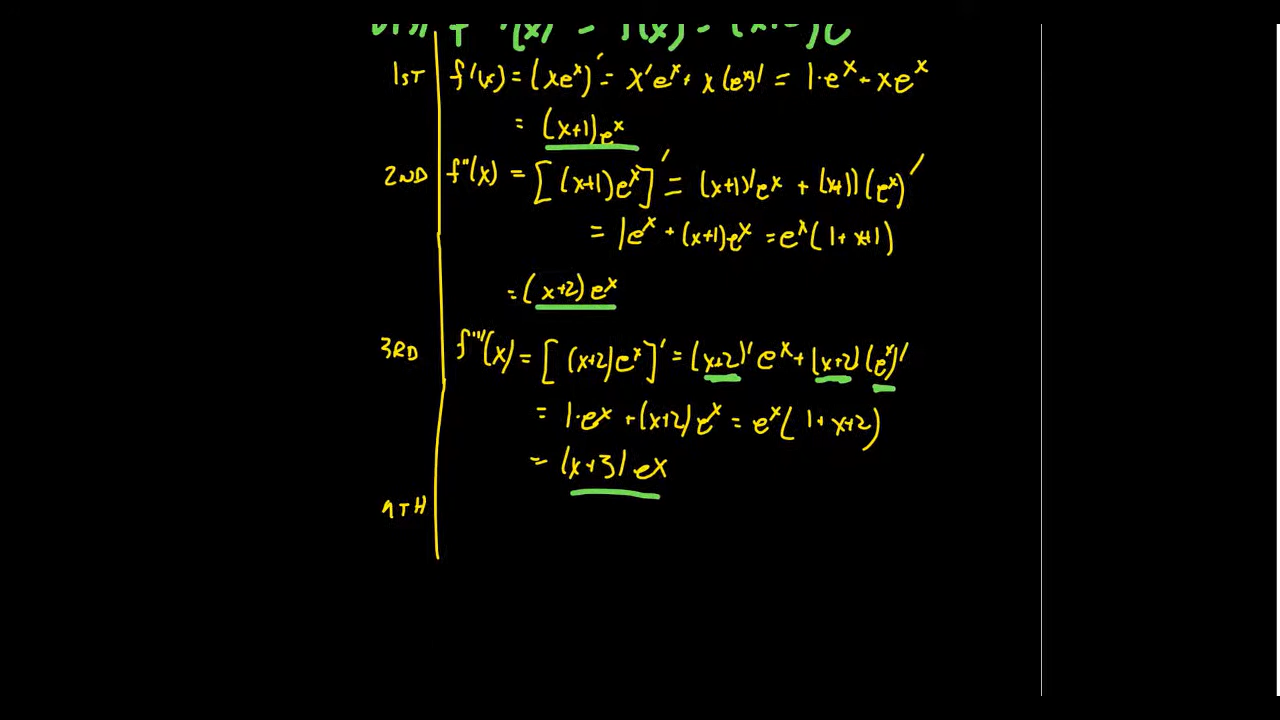 1ST f'(x) = (xe^x)' = x'e^x + x(e^x)' = 1·e^x + xe^x
= (x+1)e^x
2ND f''(x) = [(x+1)e^x]' = (x+1)'e^x + (x+1)(e^x)'
= 1e^x + (x+1)e^x = e^x(1+x+1)
= (x+2)e^x
3RD f'''(x) = [(x+2)e^x]' = (x+2)'e^x + (x+2)(e^x)'
= 1·e^x + (x+2)e^x = e^x(1+x+2)
= (x+3)e^x
nTH